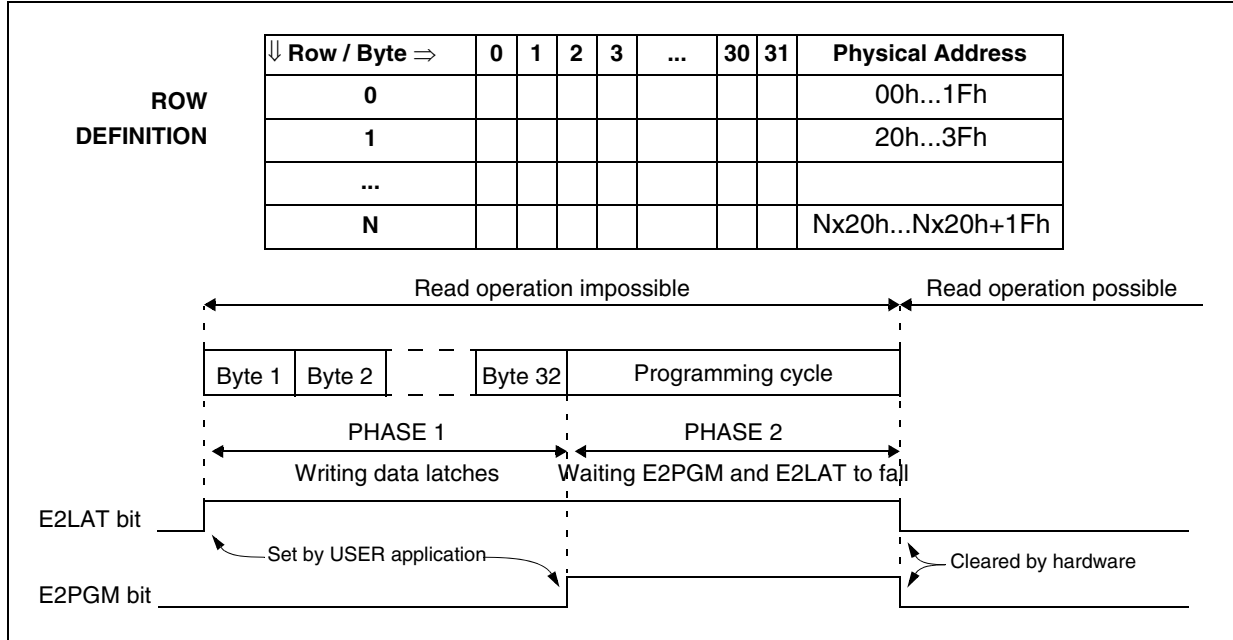 ⇓ Row / Byte ⇒ 0 1 2 3 ... 30 31 Physical Address
ROW
DEFINITION
0 00h...1Fh
1 20h...3Fh
...
N Nx20h...Nx20h+1Fh
Read operation impossible Read operation possible
Byte 1 Byte 2 Byte 32 Programming cycle
PHASE 1 PHASE 2
Writing data latches Waiting E2PGM and E2LAT to fall
E2LAT bit
Set by USER application Cleared by hardware
E2PGM bit